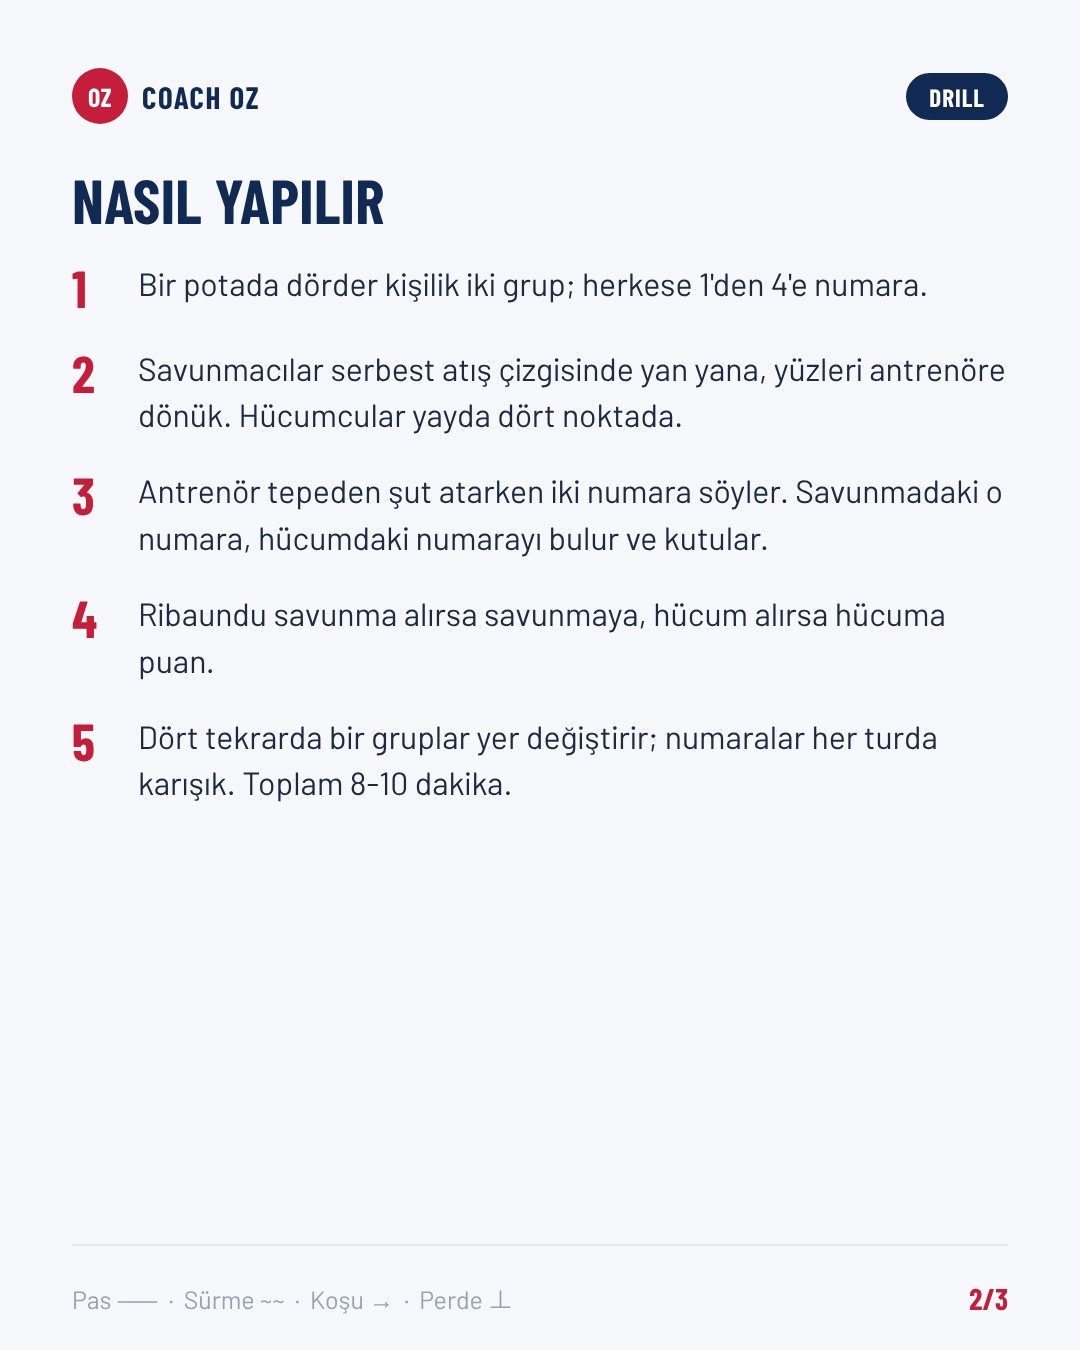 OZ COACH OZ
DRILL
NASIL YAPILIR
1 Bir potada dörder kişilik iki grup; herkese 1'den 4'e numara.
2 Savunmacılar serbest atış çizgisinde yan yana, yüzleri antrenöre
dönük. Hücumcular yayda dört noktada.
3 Antrenör tepeden şut atarken iki numara söyler. Savunmadaki o
numara, hücumdaki numarayı bulur ve kutular.
4 Ribaundu savunma alırsa savunmaya, hücum alırsa hücuma
puan.
5 Dört tekrarda bir gruplar yer değiştirir; numaralar her turda
karışık. Toplam 8-10 dakika.
Pas —— · Sürme ~~ · Koşu → · Perde ⊥
2/3